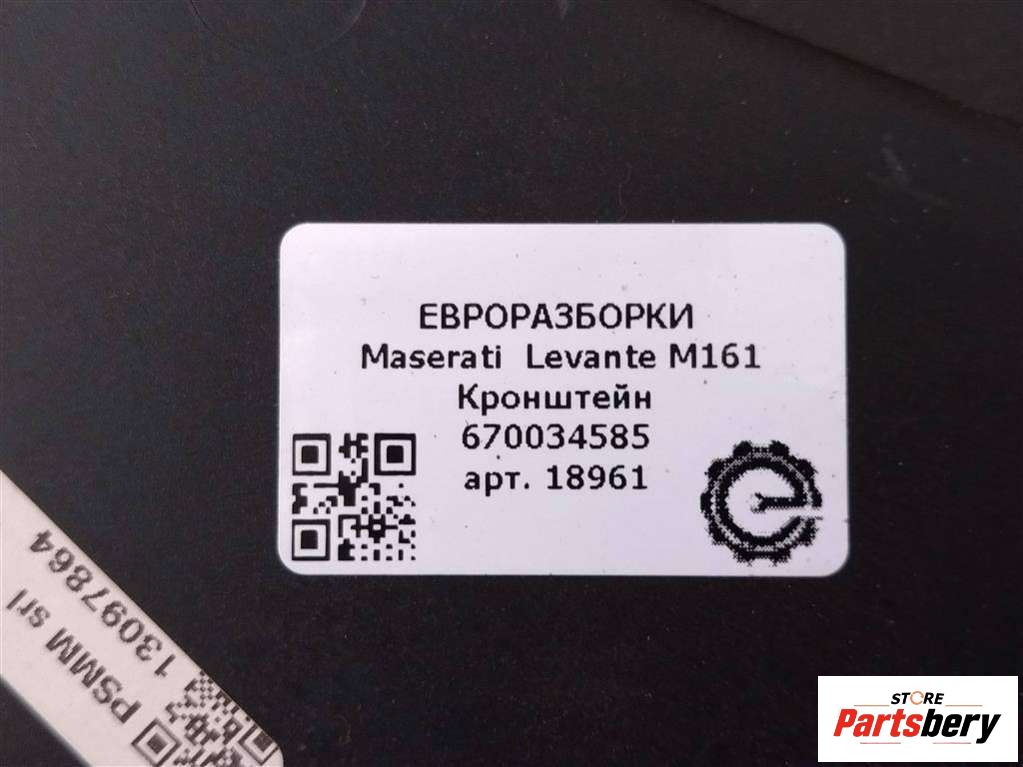 ЕВРОРАЗБОРКИ
Maserati Levante M161
Кронштейн
670034585
арт. 18961
PSMM srl
13097864
STORE
Partsbery